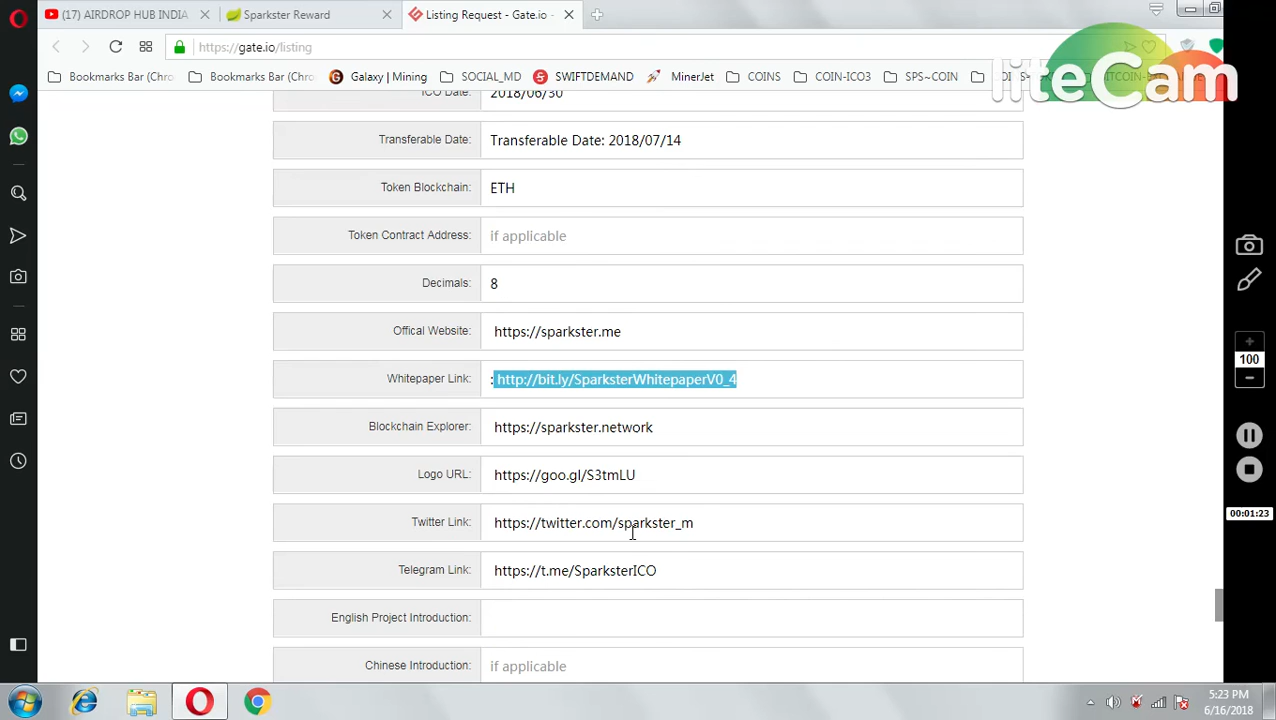 (17) AIRDROP HUB INDIA
Sparkster Reward
Listing Request - Gate.io -
https://gate.io/listing
liteCam
Bookmarks Bar (Chro
Bookmarks Bar (Chro
Galaxy | Mining
SOCIAL_MD
SWIFTDEMAND
MinerJet
COINS
COIN-ICO3
SPS~COIN
ICO Date:
2018/06/30
Transferable Date:
Transferable Date: 2018/07/14
Token Blockchain:
ETH
Token Contract Address:
if applicable
Decimals:
8
Offical Website:
https://sparkster.me
Whitepaper Link:
: http://bit.ly/SparksterWhitepaperV0_4
Blockchain Explorer:
https://sparkster.network
Logo URL:
https://goo.gl/S3tmLU
Twitter Link:
https://twitter.com/sparkster_m
Telegram Link:
https://t.me/SparksterICO
English Project Introduction:
Chinese Introduction:
if applicable
100
00:01:23
5:23 PM
6/16/2018